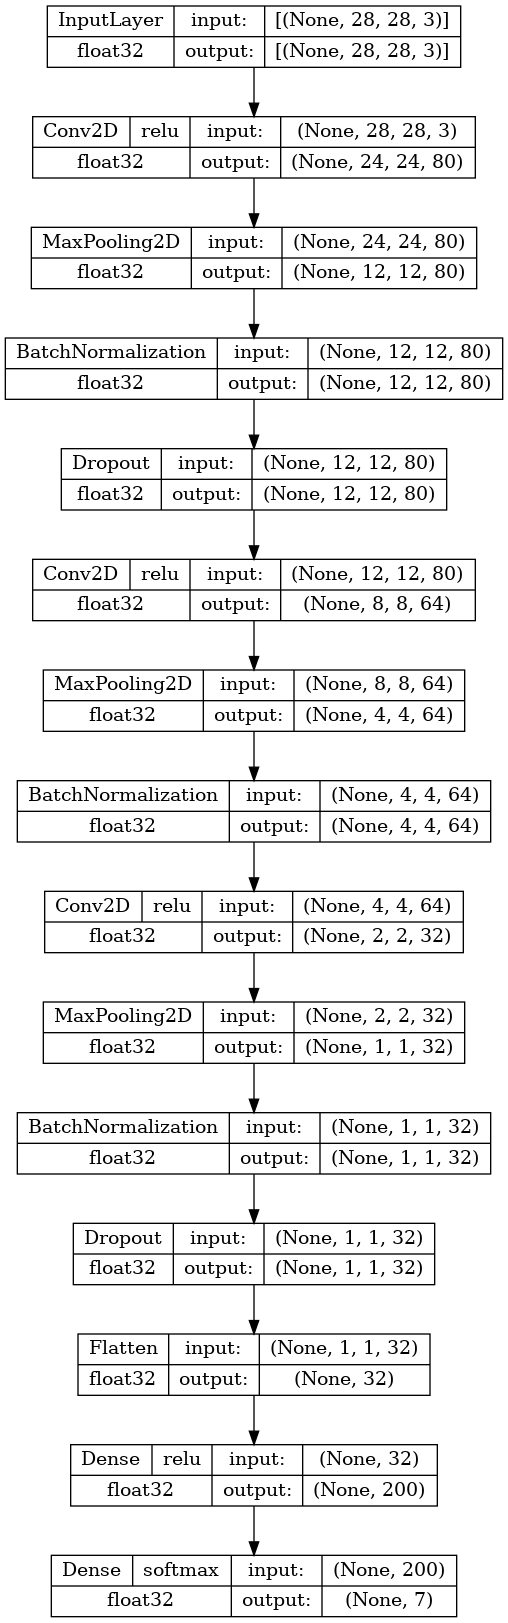 InputLayer input: [(None, 28, 28, 3)]
float32 output: [(None, 28, 28, 3)]
Conv2D relu input: (None, 28, 28, 3)
float32 output: (None, 24, 24, 80)
MaxPooling2D input: (None, 24, 24, 80)
float32 output: (None, 12, 12, 80)
BatchNormalization input: (None, 12, 12, 80)
float32 output: (None, 12, 12, 80)
Dropout input: (None, 12, 12, 80)
float32 output: (None, 12, 12, 80)
Conv2D relu input: (None, 12, 12, 80)
float32 output: (None, 8, 8, 64)
MaxPooling2D input: (None, 8, 8, 64)
float32 output: (None, 4, 4, 64)
BatchNormalization input: (None, 4, 4, 64)
float32 output: (None, 4, 4, 64)
Conv2D relu input: (None, 4, 4, 64)
float32 output: (None, 2, 2, 32)
MaxPooling2D input: (None, 2, 2, 32)
float32 output: (None, 1, 1, 32)
BatchNormalization input: (None, 1, 1, 32)
float32 output: (None, 1, 1, 32)
Dropout input: (None, 1, 1, 32)
float32 output: (None, 1, 1, 32)
Flatten input: (None, 1, 1, 32)
float32 output: (None, 32)
Dense relu input: (None, 32)
float32 output: (None, 200)
Dense softmax input: (None, 200)
float32 output: (None, 7)